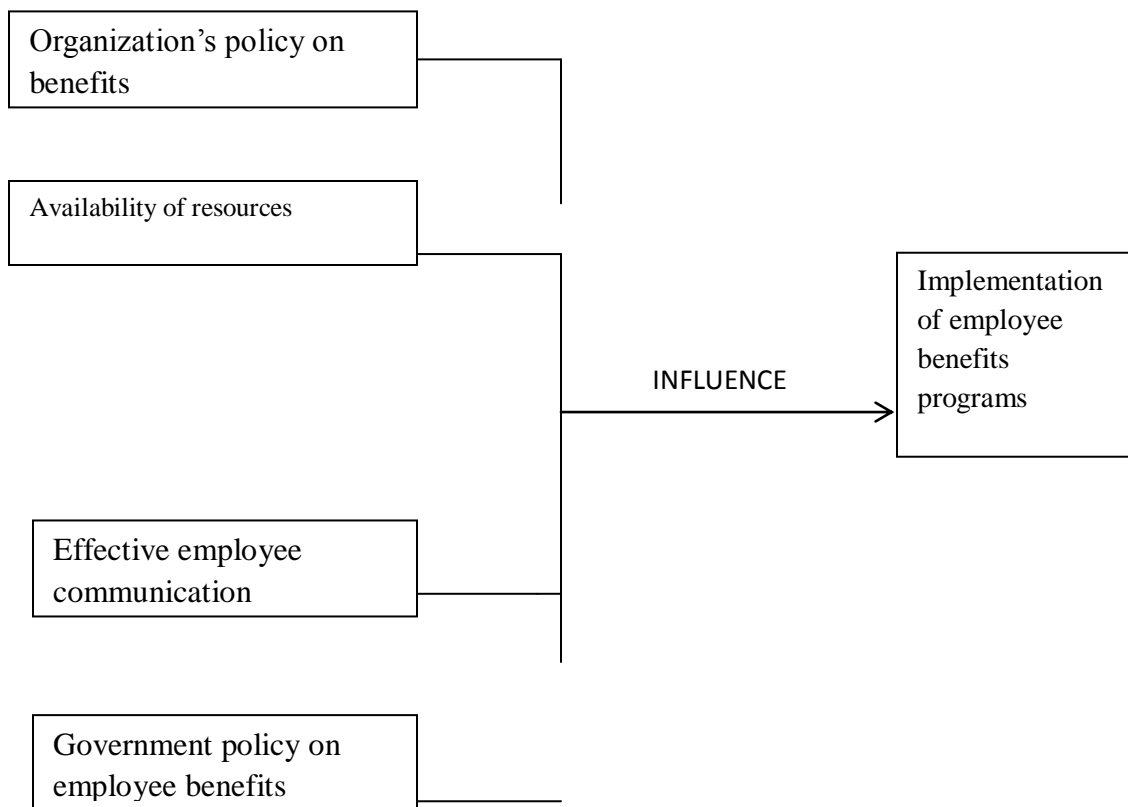 Organization’s policy on
benefits
Availability of resources
INFLUENCE
Implementation
of employee
benefits
programs
Effective employee
communication
Government policy on
employee benefits